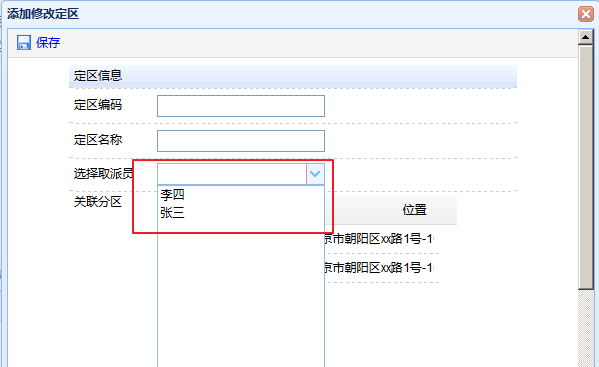 添加修改定区
保存
定区信息
定区编码
定区名称
选择取派员
李四
张三
关联分区
位置
京市朝阳区xx路1号-1
京市朝阳区xx路1号-1